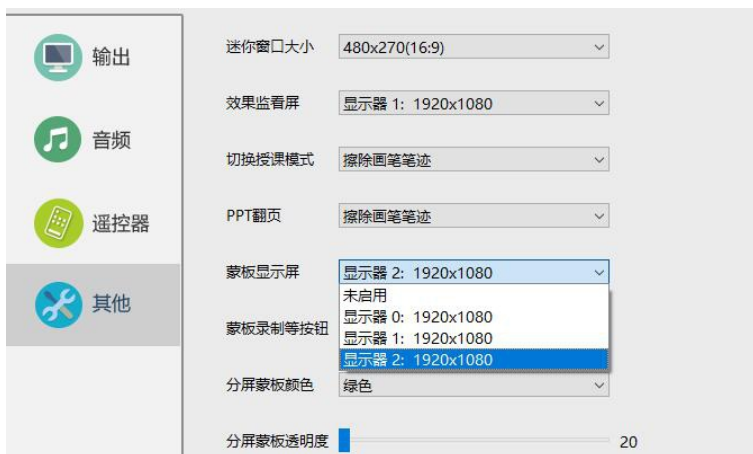 输出
音频
遥控器
其他
迷你窗口大小 480x270(16:9)
效果监看屏 显示器 1: 1920x1080
切换授课模式 擦除画笔笔迹
PPT翻页 擦除画笔笔迹
蒙板显示屏 显示器 2: 1920x1080
未启用
显示器 0: 1920x1080
显示器 1: 1920x1080
显示器 2: 1920x1080
蒙板录制等按钮
分屏蒙板颜色 绿色
分屏蒙板透明度 20